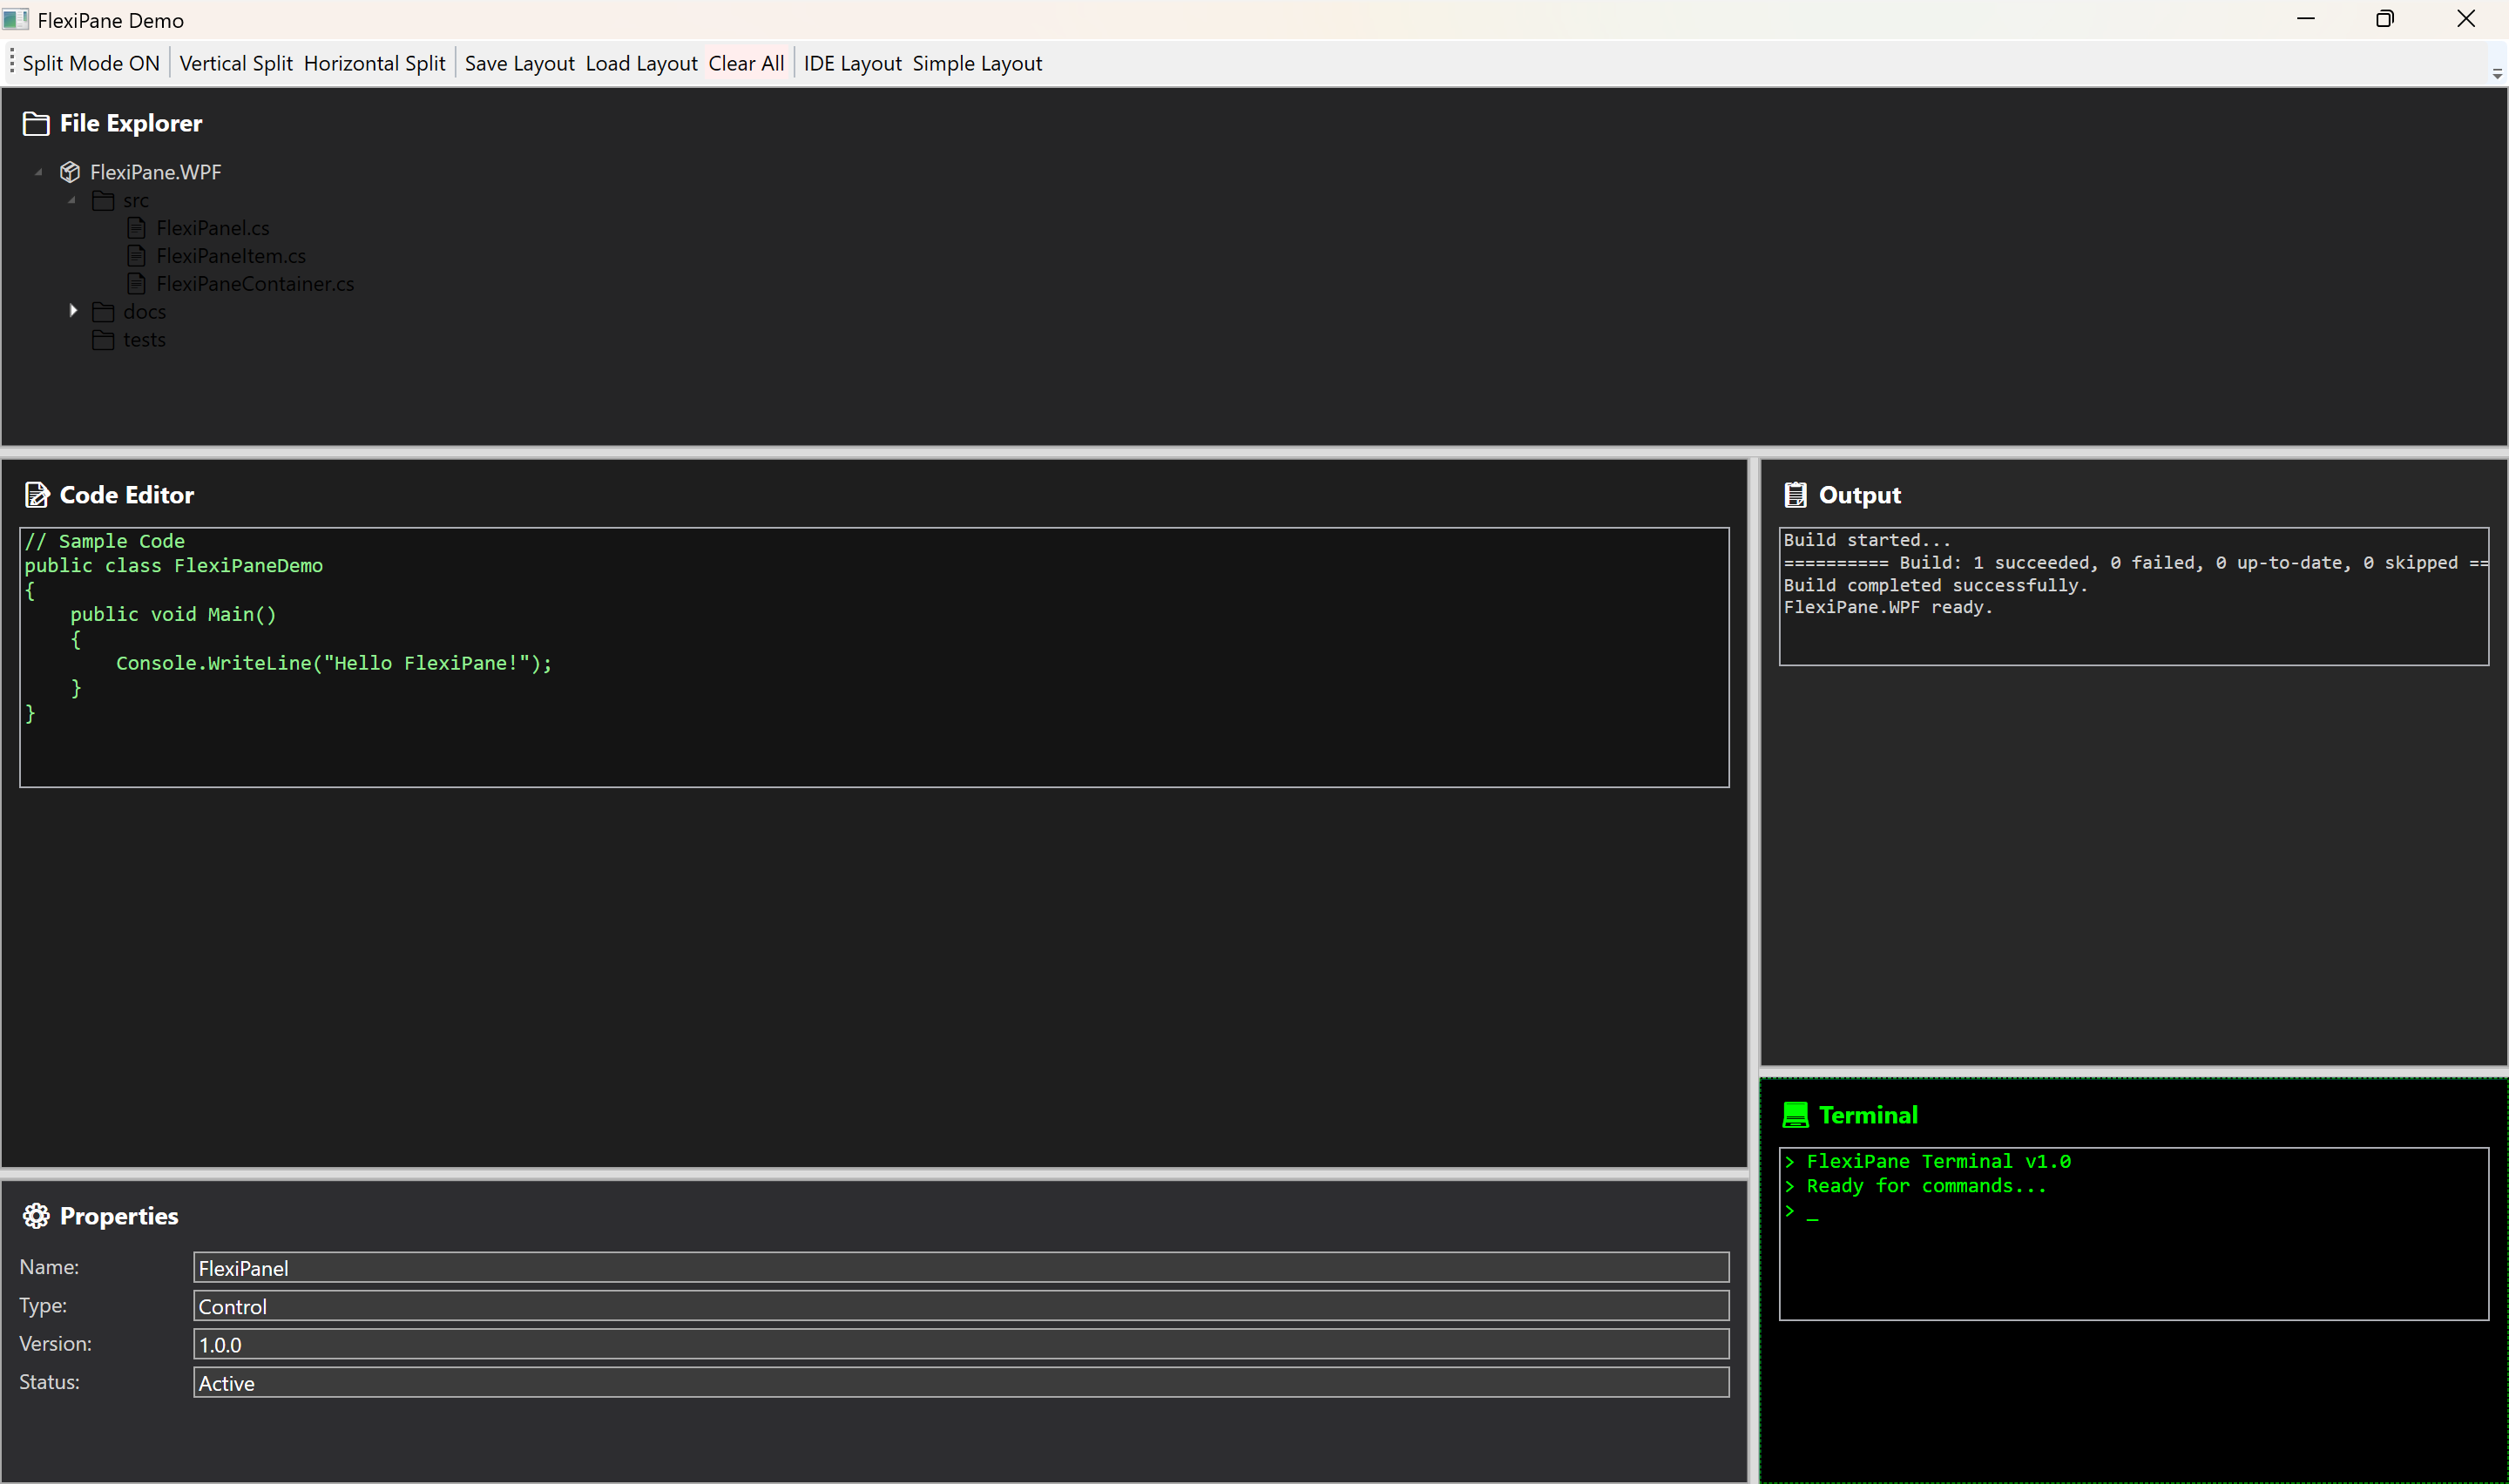 FlexiPane Demo
Split Mode ON Vertical Split Horizontal Split Save Layout Load Layout Clear All IDE Layout Simple Layout
File Explorer
FlexiPane.WPF
src
FlexiPanel.cs
FlexiPaneItem.cs
FlexiPaneContainer.cs
docs
tests
Code Editor
// Sample Code
public class FlexiPaneDemo
{
    public void Main()
    {
        Console.WriteLine("Hello FlexiPane!");
    }
}
Output
Build started...
========== Build: 1 succeeded, 0 failed, 0 up-to-date, 0 skipped ==
Build completed successfully.
FlexiPane.WPF ready.
Properties
Name: FlexiPanel
Type: Control
Version: 1.0.0
Status: Active
Terminal
> FlexiPane Terminal v1.0
> Ready for commands...
> _